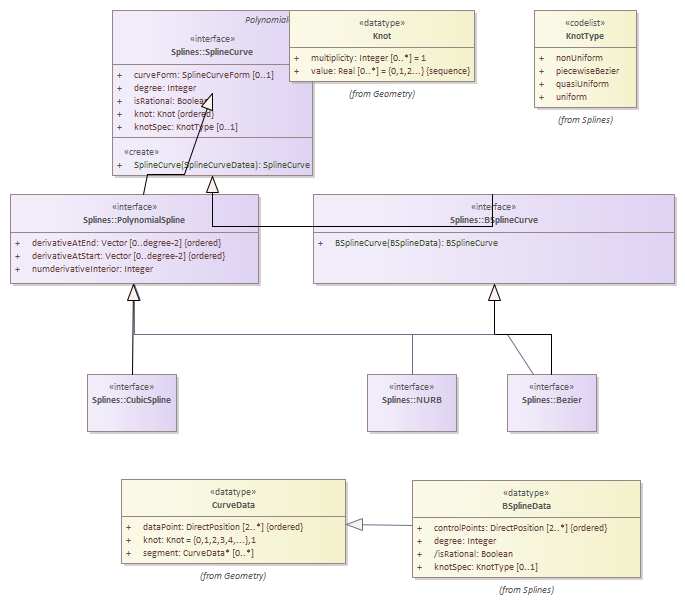 Polynomial
«interface»
Splines::SplineCurve
+ curveForm: SplineCurveForm [0..1]
+ degree: Integer
+ isRational: Boolean
+ knot: Knot {ordered}
+ knotSpec: KnotType [0..1]
«create»
+ SplineCurve(SplineCurveDatea): SplineCurve
«datatype»
Knot
+ multiplicity: Integer [0..*] = 1
+ value: Real [0..*] = {0,1,2...} {sequence}
(from Geometry)
«codelist»
KnotType
+ nonUniform
+ piecewiseBezier
+ quasiUniform
+ uniform
(from Splines)
«interface»
Splines::PolynomialSpline
+ derivativeAtEnd: Vector [0..degree-2] {ordered}
+ derivativeAtStart: Vector [0..degree-2] {ordered}
+ numderivativeInterior: Integer
«interface»
Splines::BSplineCurve
+ BSplineCurve(BSplineData): BSplineCurve
«interface»
Splines::CubicSpline
«interface»
Splines::NURB
«interface»
Splines::Bezier
«datatype»
CurveData
+ dataPoint: DirectPosition [2..*] {ordered}
+ knot: Knot = {0,1,2,3,4,...},1
+ segment: CurveData* [0..*]
(from Geometry)
«datatype»
BSplineData
+ controlPoints: DirectPosition [2..*] {ordered}
+ degree: Integer
+ /isRational: Boolean
+ knotSpec: KnotType [0..1]
(from Splines)